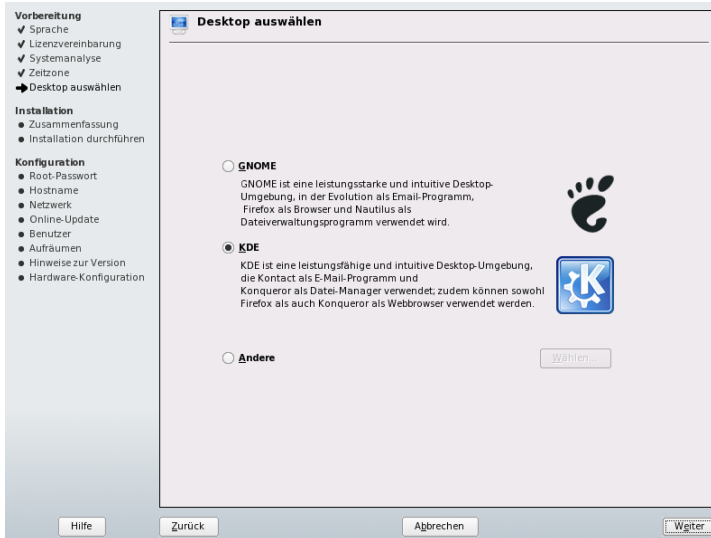 Vorbereitung
Sprache
Lizenzvereinbarung
Systemanalyse
Zeitzone
Desktop auswählen
Installation
Zusammenfassung
Installation durchführen
Konfiguration
Root-Passwort
Hostname
Netzwerk
Online-Update
Benutzer
Aufräumen
Hinweise zur Version
Hardware-Konfiguration
Desktop auswählen
GNOME
GNOME ist eine leistungsstarke und intuitive Desktop-
Umgebung, in der Evolution als Email-Programm,
Firefox als Browser und Nautilus als
Dateiverwaltungsprogramm verwendet wird.
KDE
KDE ist eine leistungsfähige und intuitive Desktop-Umgebung,
die Kontact als E-Mail-Programm und
Konqueror als Datei-Manager verwendet; zudem können sowohl
Firefox als auch Konqueror als Webbrowser verwendet werden.
K
Andere
Wählen...
Hilfe
Zurück
Abbrechen
Weiter